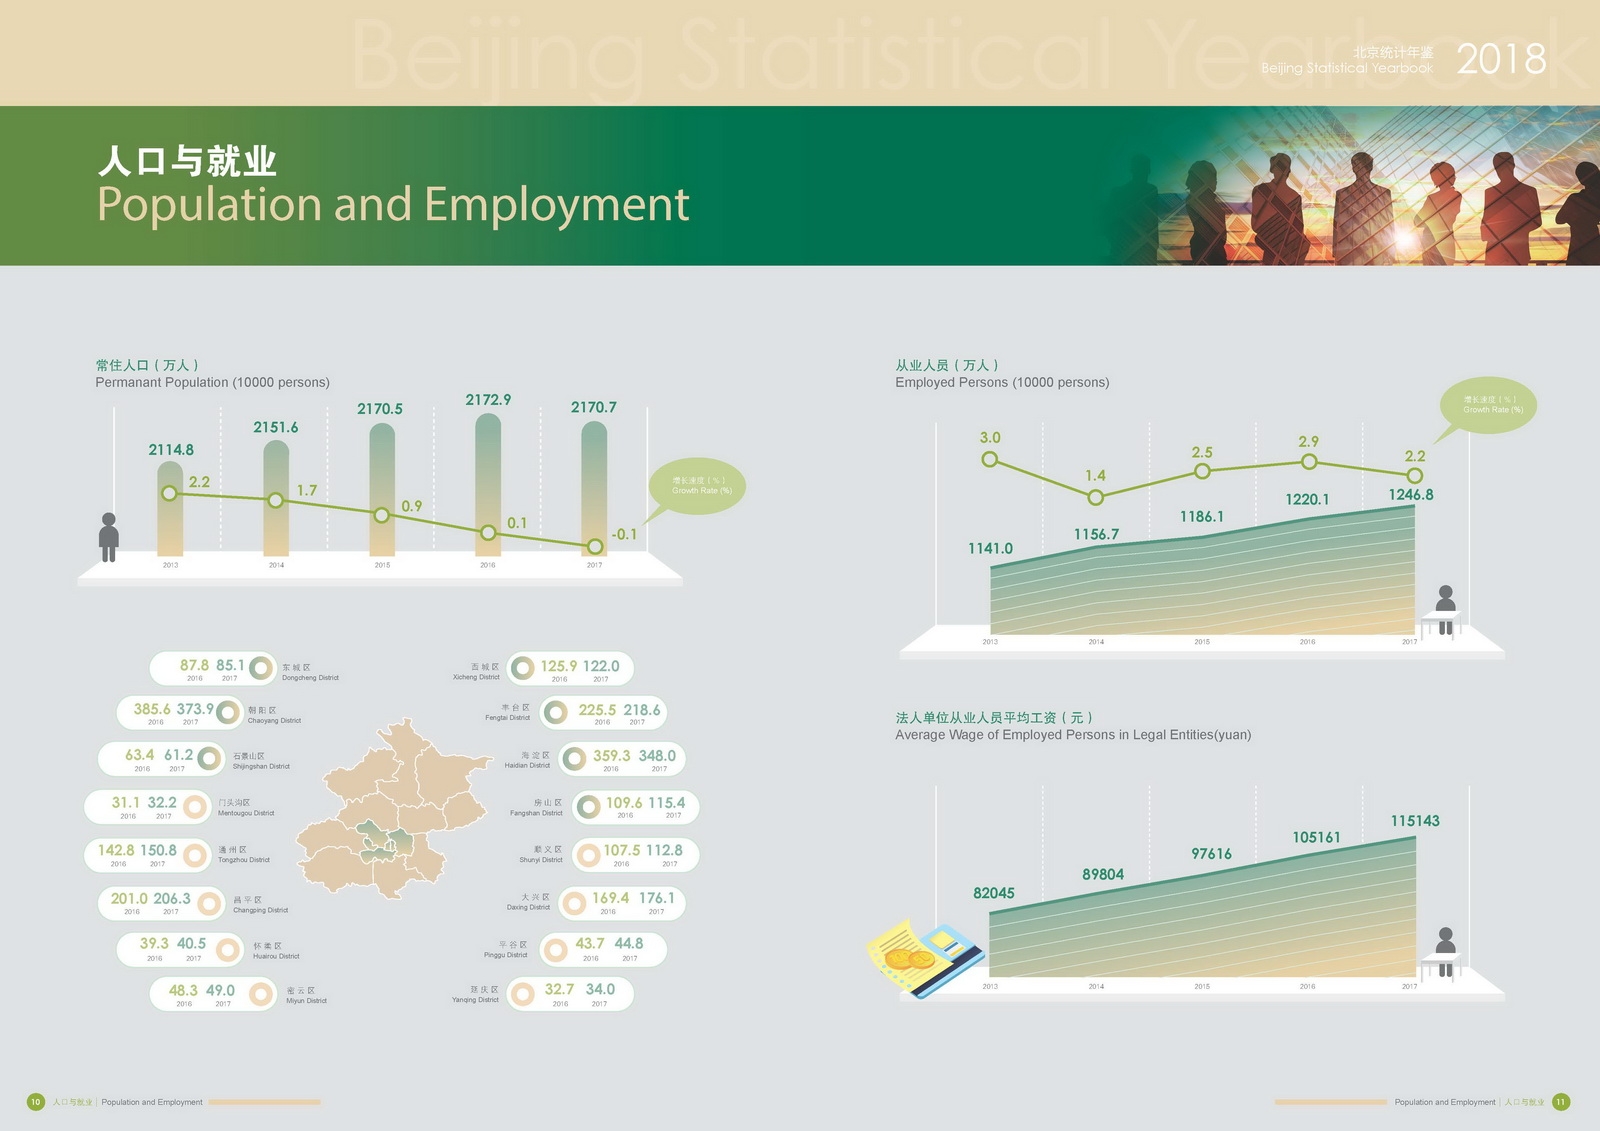 Beijing Statistical Yearbook
北京统计年鉴
Beijing Statistical Yearbook
2018
人口与就业
Population and Employment
常住人口（万人）
Permanant Population (10000 persons)
2114.8
2151.6
2170.5
2172.9
2170.7
2.2
1.7
0.9
0.1
-0.1
增长速度（%）
Growth Rate (%)
2013
2014
2015
2016
2017
87.8 85.1
2016 2017
东城区
Dongcheng District
385.6 373.9
2016 2017
朝阳区
Chaoyang District
63.4 61.2
2016 2017
石景山区
Shijingshan District
31.1 32.2
2016 2017
门头沟区
Mentougou District
142.8 150.8
2016 2017
通州区
Tongzhou District
201.0 206.3
2016 2017
昌平区
Changping District
39.3 40.5
2016 2017
怀柔区
Huairou District
48.3 49.0
2016 2017
密云区
Miyun District
西城区
Xicheng District
125.9 122.0
2016 2017
丰台区
Fengtai District
225.5 218.6
2016 2017
海淀区
Haidian District
359.3 348.0
2016 2017
房山区
Fangshan District
109.6 115.4
2016 2017
顺义区
Shunyi District
107.5 112.8
2016 2017
大兴区
Daxing District
169.4 176.1
2016 2017
平谷区
Pinggu District
43.7 44.8
2016 2017
延庆区
Yanqing District
32.7 34.0
2016 2017
从业人员（万人）
Employed Persons (10000 persons)
增长速度（%）
Growth Rate (%)
3.0
1.4
2.5
2.9
2.2
1141.0
1156.7
1186.1
1220.1
1246.8
2013
2014
2015
2016
2017
法人单位从业人员平均工资（元）
Average Wage of Employed Persons in Legal Entities(yuan)
82045
89804
97616
105161
115143
2013
2014
2015
2016
2017
10 人口与就业 | Population and Employment
Population and Employment | 人口与就业 11